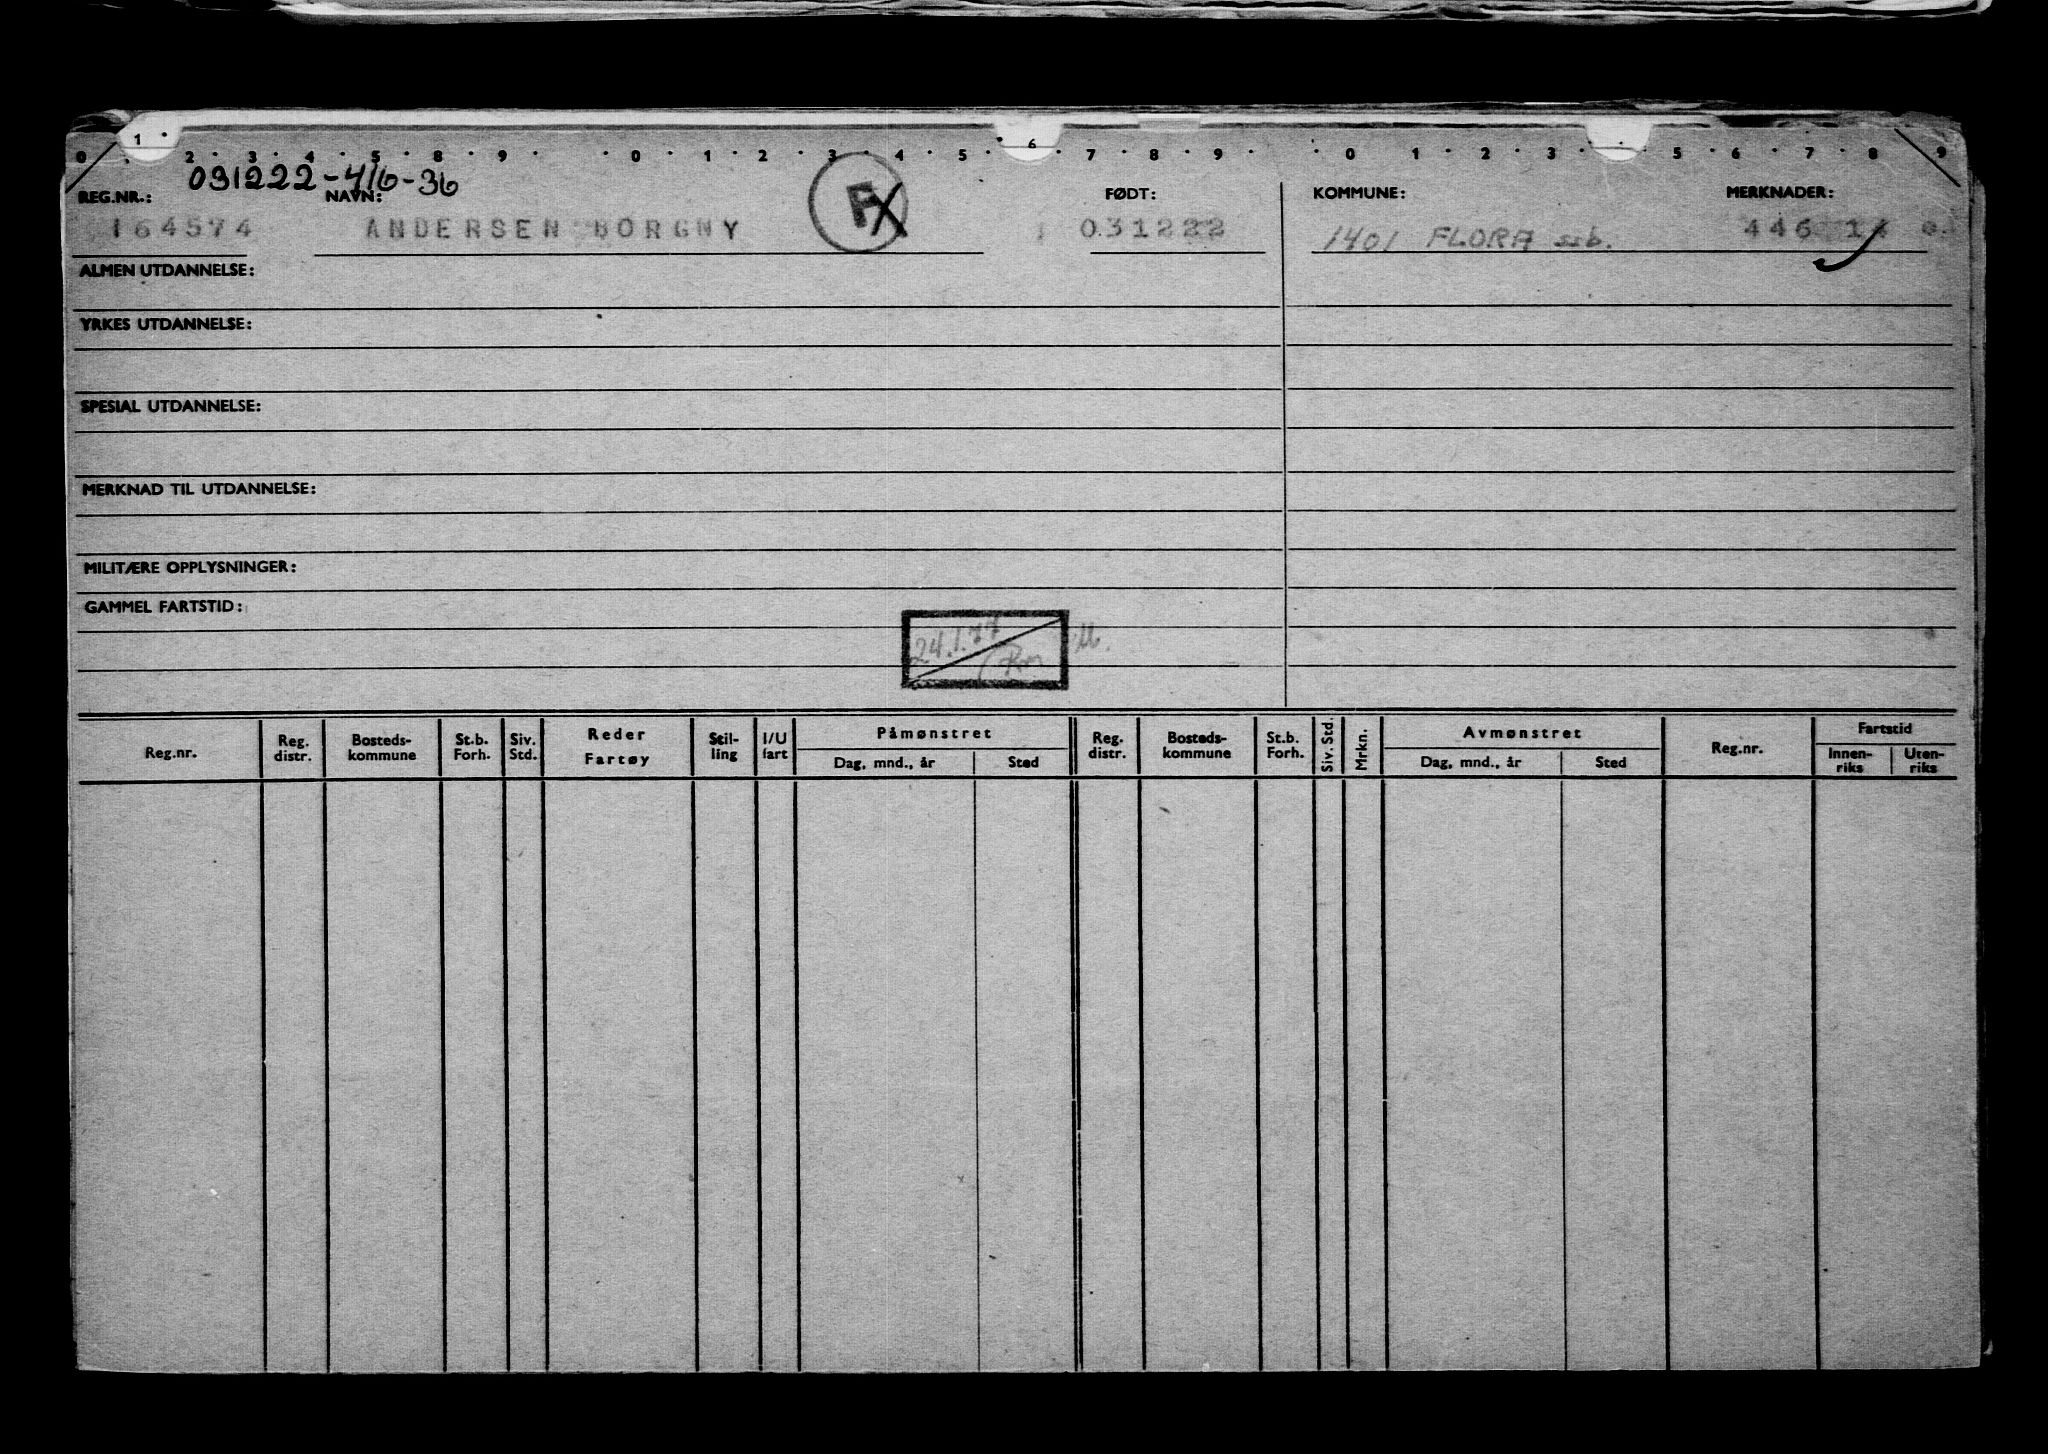 0 1 2 3 4 5 8 9 0 1 2 3 4 5 6 7 8 9 0 1 2 3 5 6 7 8 9
031222-416-36
REG.NR.: NAVN: FØDT: KOMMUNE: MERKNADER:
164574 ANDERSEN BORGNY 031222 1401 FLORA ssb. 446
ALMEN UTDANNELSE:
YRKES UTDANNELSE:
SPESIAL UTDANNELSE:
MERKNAD TIL UTDANNELSE:
MILITÆRE OPPLYSNINGER:
GAMMEL FARTSTID:
24.1.77
Reg.nr. Reg. distr. Bosteds- kommune St.b. Forh. Siv. Std. Reder Fartøy Stil- ling I/U fart Påmønstret Dag, mnd., år Sted Reg. distr. Bosteds- kommune St.b. Forh. Siv. Std. Mrkn. Avmønstret Dag, mnd., år Sted Reg.nr. Fartstid Innen- riks Uten- riks